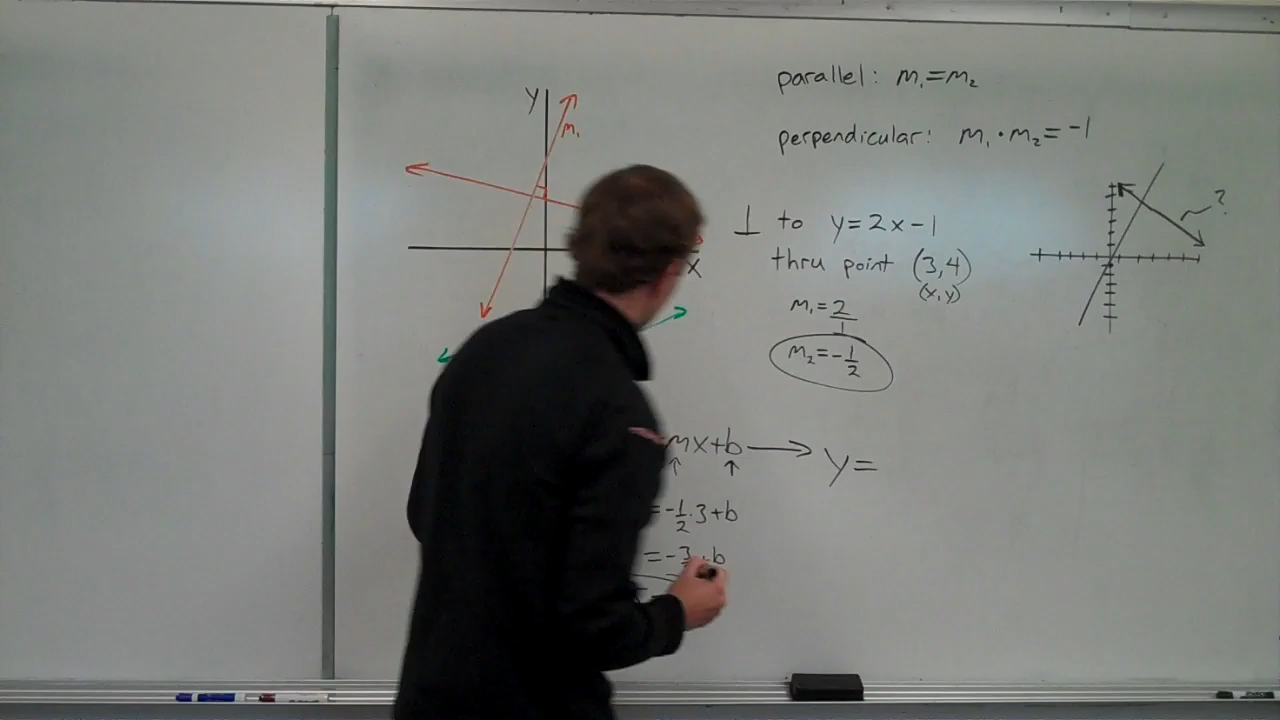 parallel: m₁=m₂
perpendicular: m₁·m₂=-1
y
m₁
x
⊥ to y=2x-1
thru point (3,4)
(x,y)
m₁=2/1
m₂=-1/2
?
mx+b → y=
=-1/2·3+b
=-3 +b